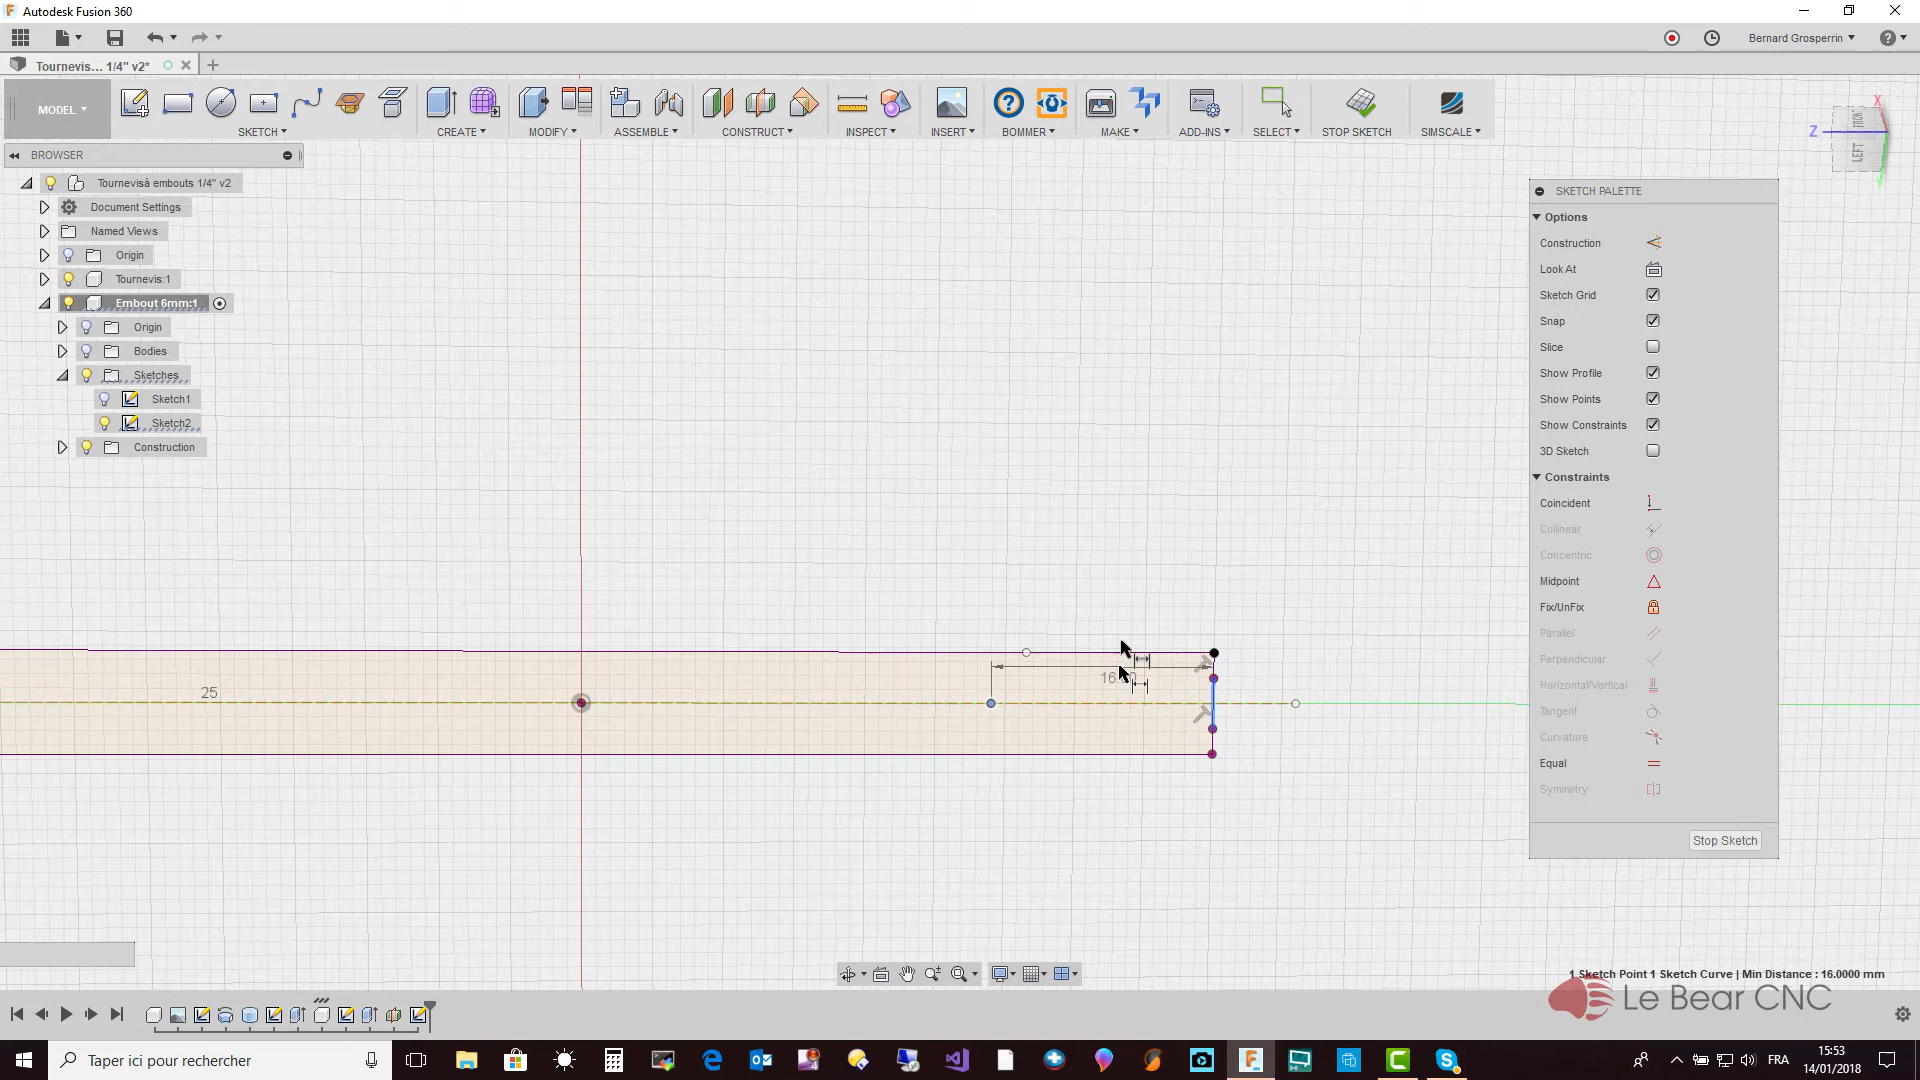 Autodesk Fusion 360
Bernard Grosperrin
Tournevis... 1/4" v2*
MODEL
SKETCH
CREATE
MODIFY
ASSEMBLE
CONSTRUCT
INSPECT
INSERT
BOMMER
MAKE
ADD-INS
SELECT
STOP SKETCH
SIMSCALE
X
Z
FRONT
LEFT
BROWSER
Tournevisà embouts 1/4" v2
Document Settings
Named Views
Origin
Tournevis:1
Embout 6mm:1
Origin
Bodies
Sketches
Sketch1
Sketch2
Construction
SKETCH PALETTE
Options
Construction
Look At
Sketch Grid
Snap
Slice
Show Profile
Show Points
Show Constraints
3D Sketch
Constraints
Coincident
Collinear
Concentric
Midpoint
Fix/UnFix
Parallel
Perpendicular
Horizontal/Vertical
Tangent
Curvature
Equal
Symmetry
Stop Sketch
25
1 Sketch Point 1 Sketch Curve | Min Distance : 16.0000 mm
Le Bear CNC
Taper ici pour rechercher
FRA
15:53
14/01/2018